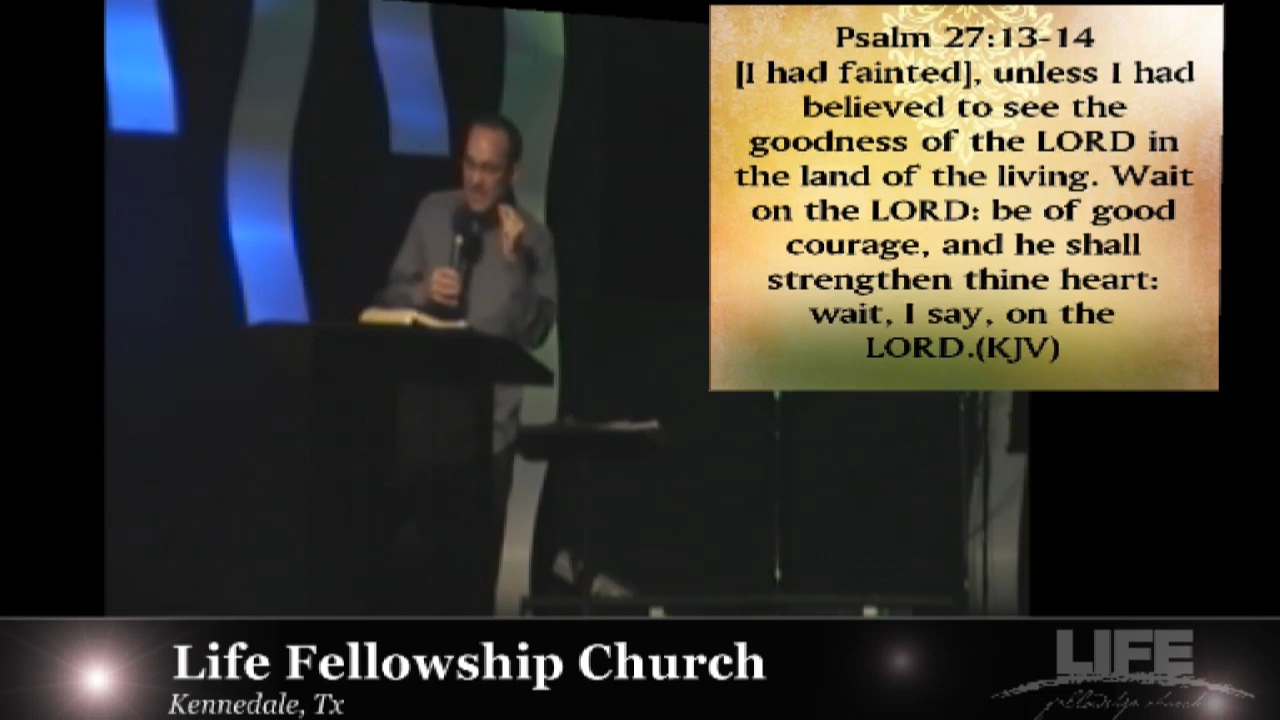 Psalm 27:13-14
[I had fainted], unless I had
believed to see the
goodness of the LORD in
the land of the living. Wait
on the LORD: be of good
courage, and he shall
strengthen thine heart:
wait, I say, on the
LORD.(KJV)
Life Fellowship Church
Kennedale, Tx
LIFE
fellowship church